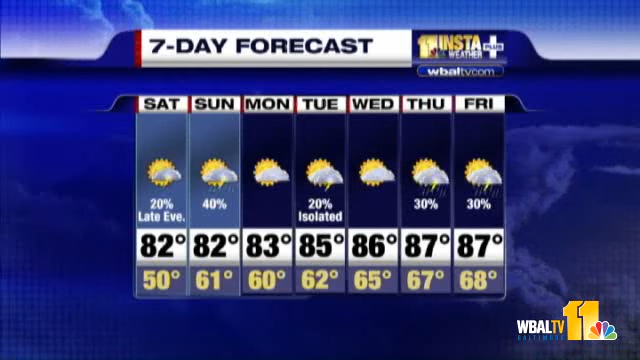 7-DAY FORECAST
11 INSTA WEATHER PLUS
wbaltv.com
SAT SUN MON TUE WED THU FRI
20% 40% 20% 30% 30%
Late Eve. Isolated
82° 82° 83° 85° 86° 87° 87°
50° 61° 60° 62° 65° 67° 68°
WBALTV 11
BALTIMORE